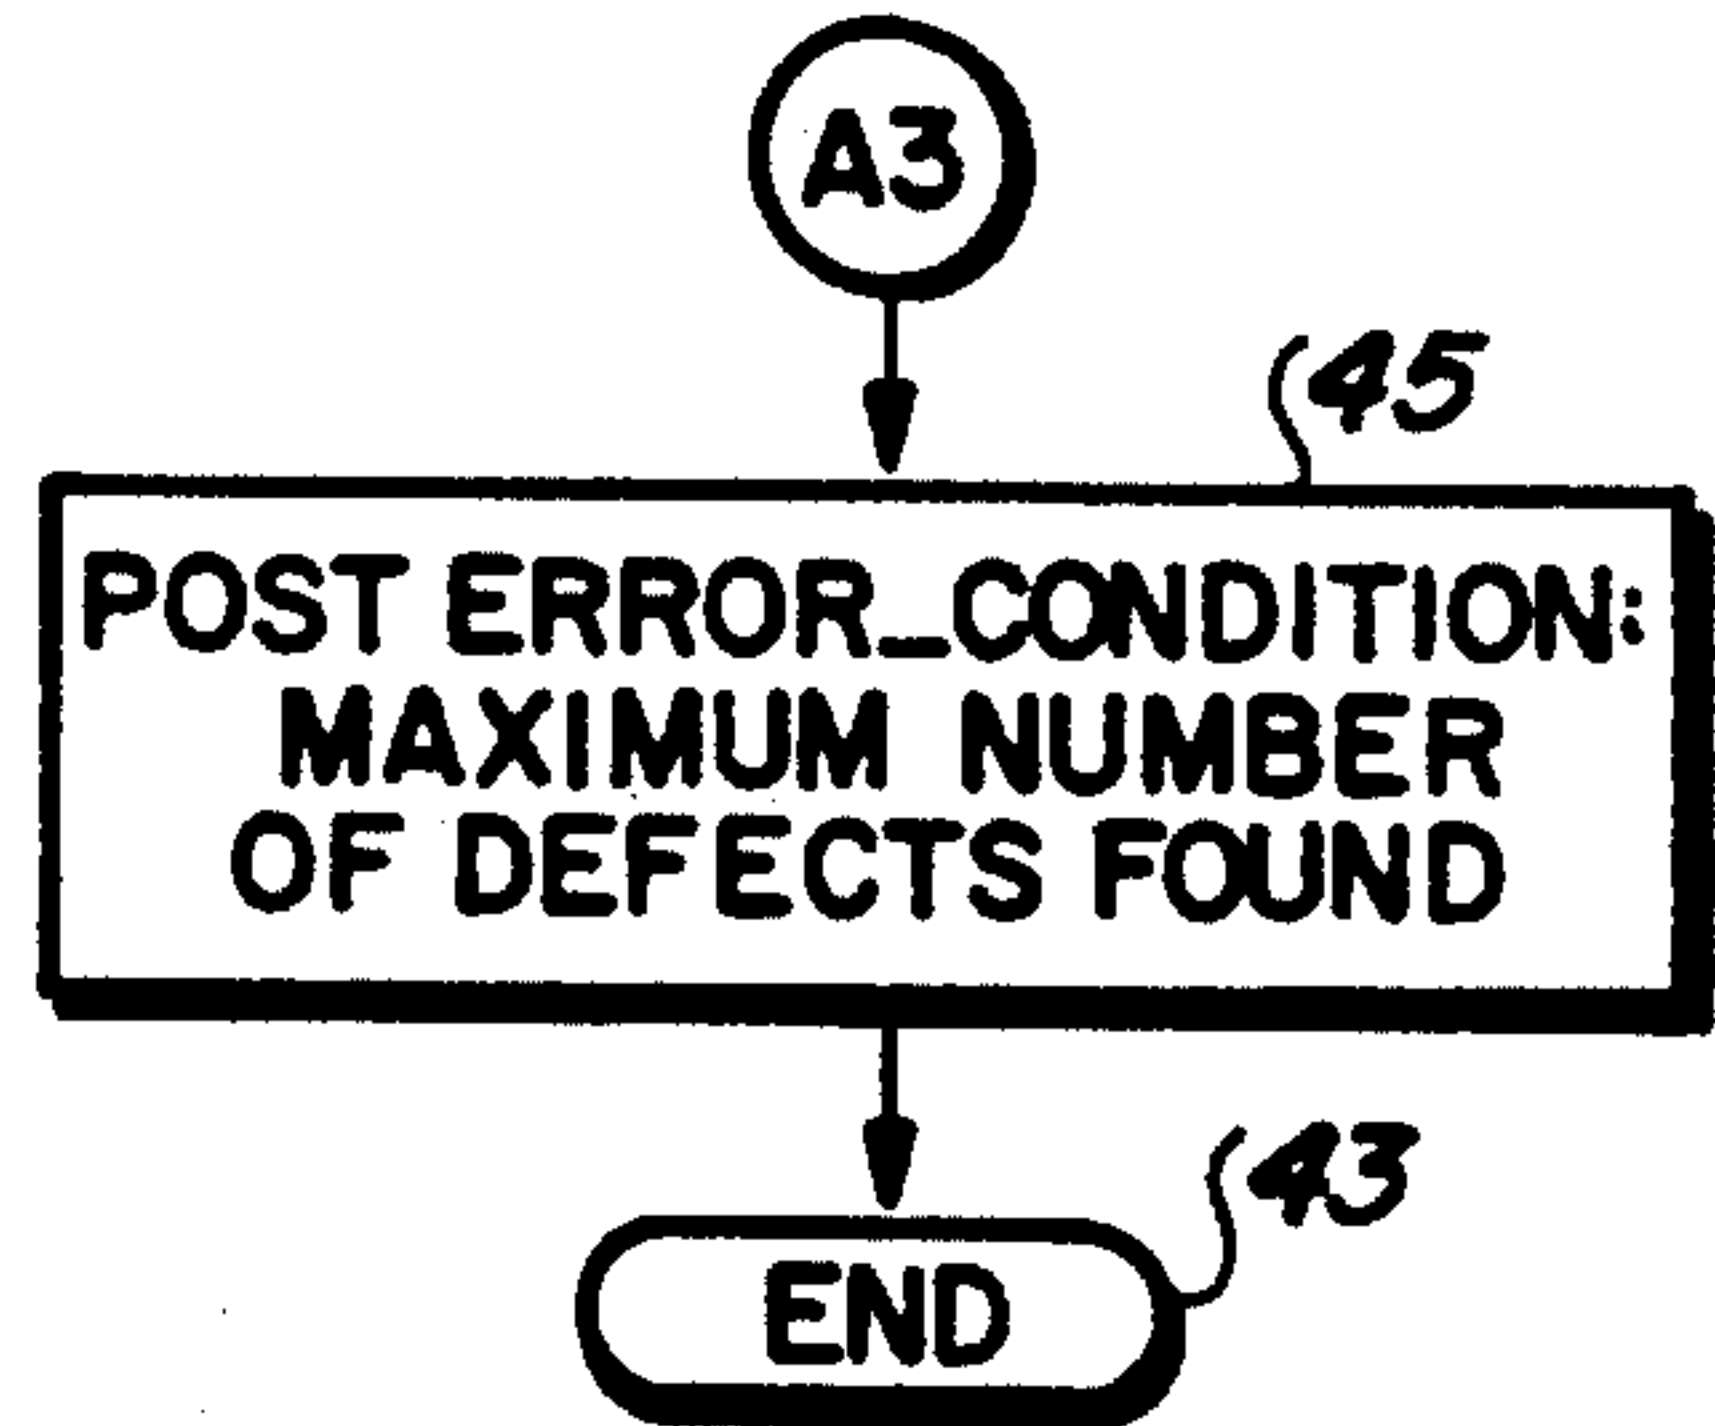 A3
45
POST ERROR_CONDITION:
MAXIMUM NUMBER
OF DEFECTS FOUND
43
END